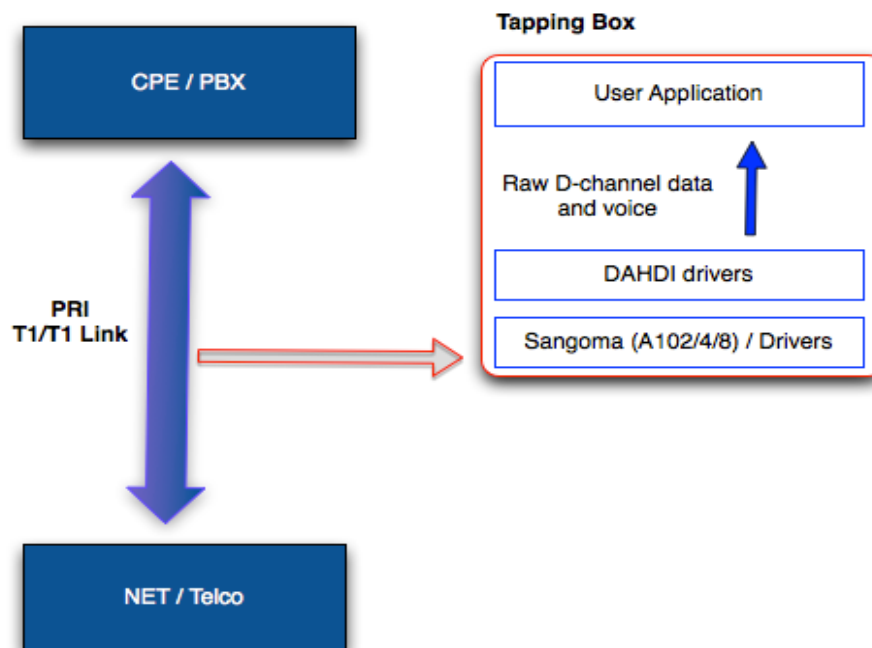 Tapping Box
CPE / PBX
User Application
Raw D-channel data
and voice
DAHDI drivers
PRI
T1/T1 Link
Sangoma (A102/4/8) / Drivers
NET / Telco